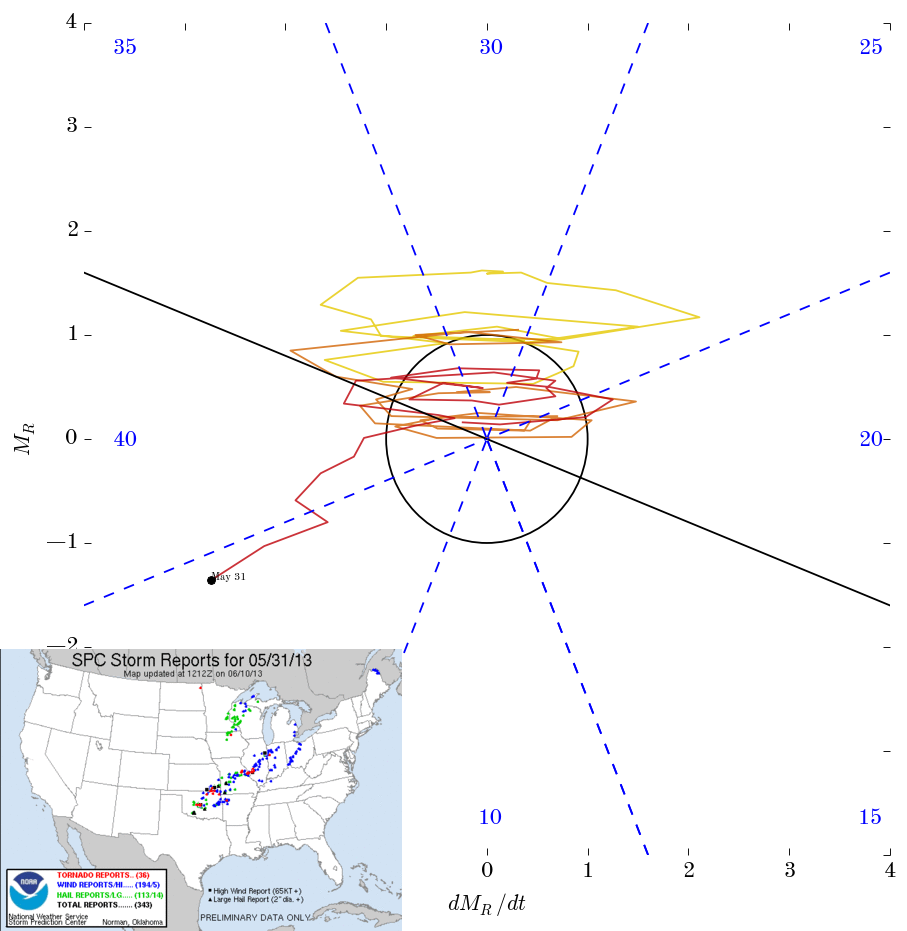 4
35
30
25
3
2
1
M_R
0
40
20
−1
May 31
−2
SPC Storm Reports for 05/31/13
Map updated at 1212Z on 06/10/13
10
15
0
1
2
3
4
dM_R/dt
TORNADO REPORTS.. (36)
WIND REPORTS/HI..... (194/5)
HAIL REPORTS/LG..... (113/14)
TOTAL REPORTS....... (343)
NOAA
National Weather Service
Storm Prediction Center
Norman, Oklahoma
High Wind Report (65KT +)
Large Hail Report (2" dia. +)
PRELIMINARY DATA ONLY.